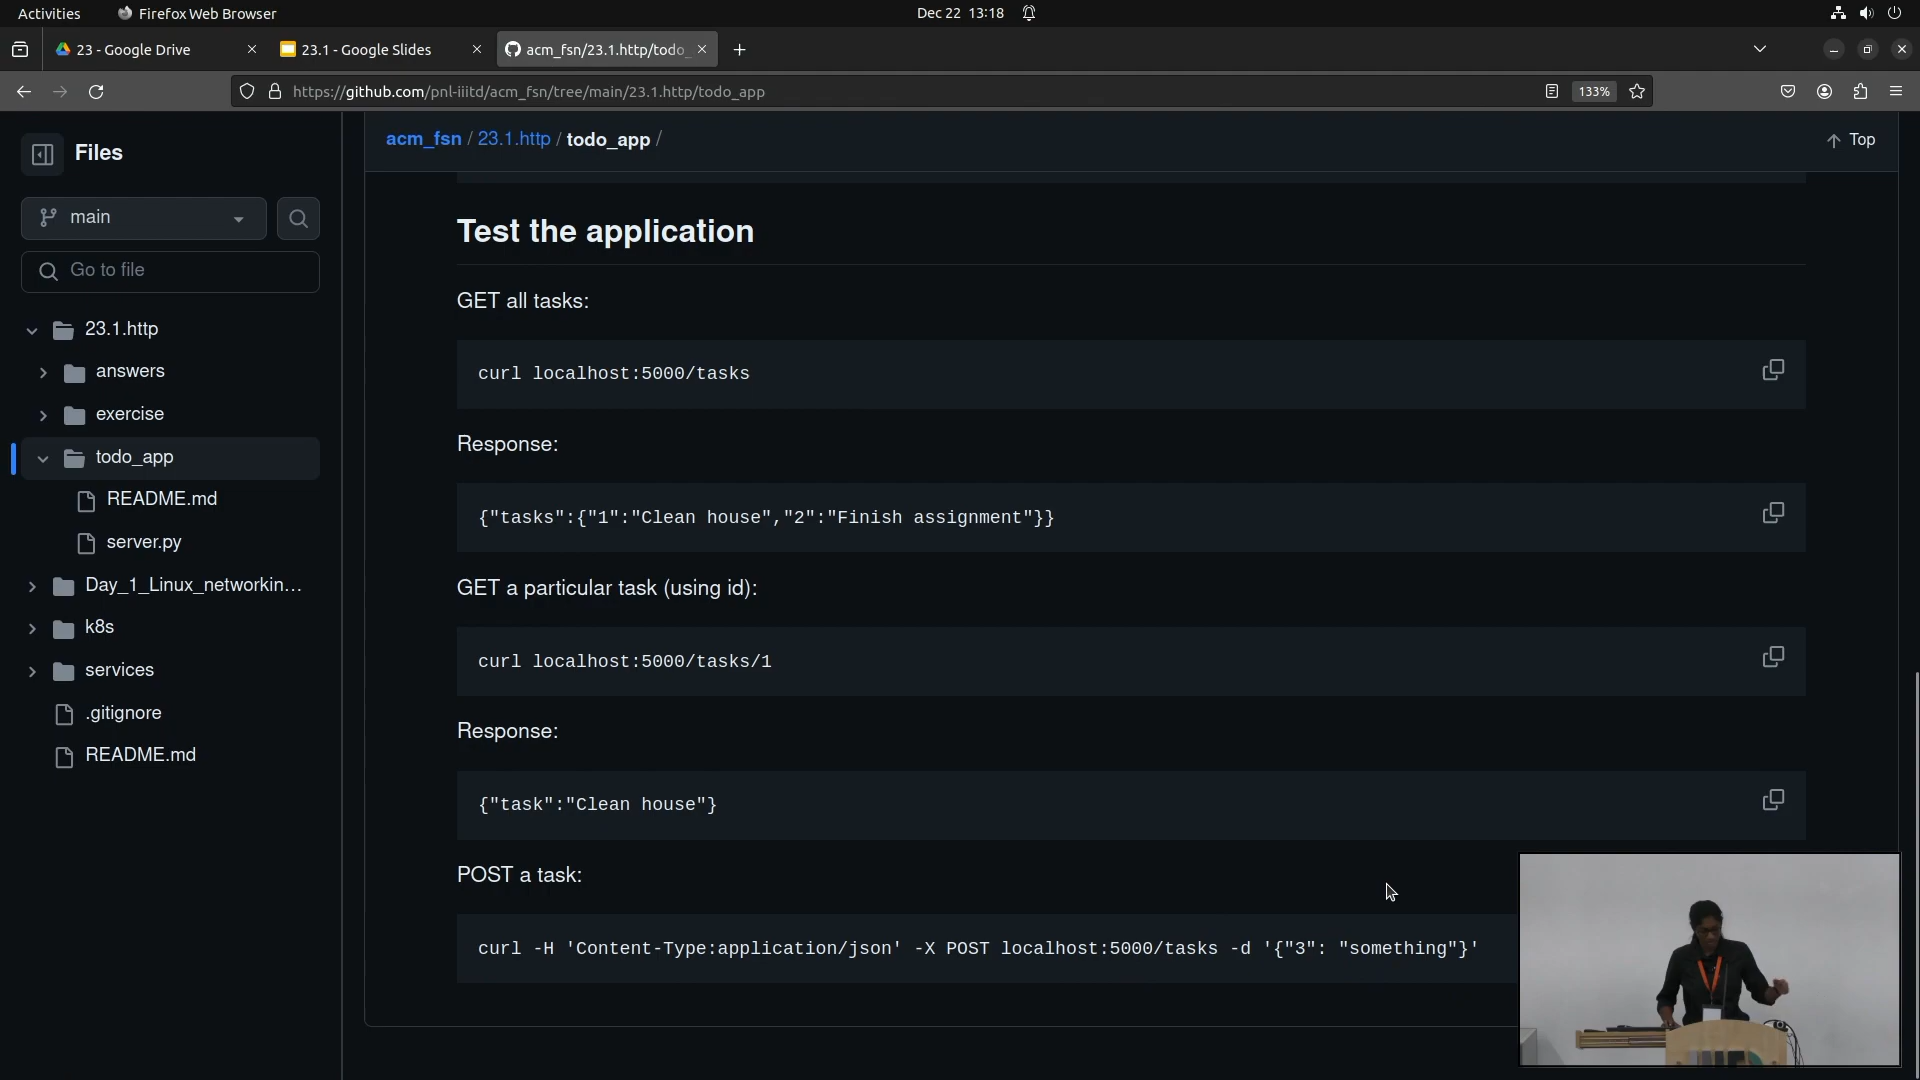 Activities
Firefox Web Browser
Dec 22 13:18
23 - Google Drive
23.1 - Google Slides
acm_fsn/23.1.http/todo_
https://github.com/pnl-iiitd/acm_fsn/tree/main/23.1.http/todo_app
133%
Files
acm_fsn / 23.1.http / todo_app /
Top
main
Go to file
23.1.http
answers
exercise
todo_app
README.md
server.py
Day_1_Linux_networkin...
k8s
services
.gitignore
README.md
Test the application
GET all tasks:
curl localhost:5000/tasks
Response:
{"tasks":{"1":"Clean house","2":"Finish assignment"}}
GET a particular task (using id):
curl localhost:5000/tasks/1
Response:
{"task":"Clean house"}
POST a task:
curl -H 'Content-Type:application/json' -X POST localhost:5000/tasks -d '{"3": "something"}'